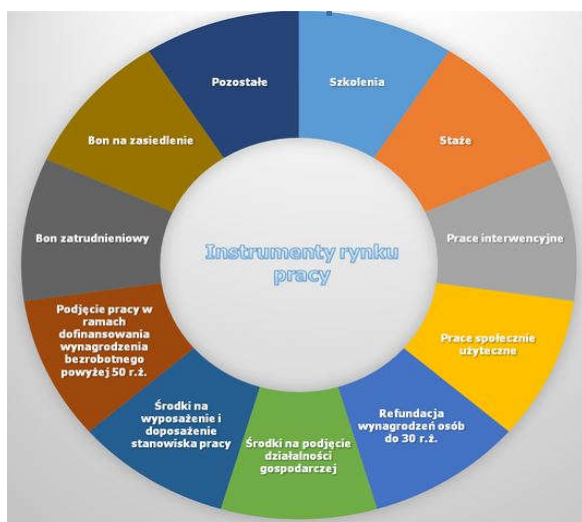 Pozostałe
Szkolenia
Staże
Prace interwencyjne
Prace społecznie
użyteczne
Refundacja
wynagrodzeń osób
do 30 r.ż.
Środki na podjęcie
działalności
gospodarczej
Środki na
wyposażenie i
doposażenie
stanowiska pracy
Podjęcie pracy w
ramach
dofinansowania
wynagrodzenia
bezrobotnego
powyżej 50 r.ż.
Bon zatrudnieniowy
Bon na zasiedlenie
Instrumenty rynku
pracy